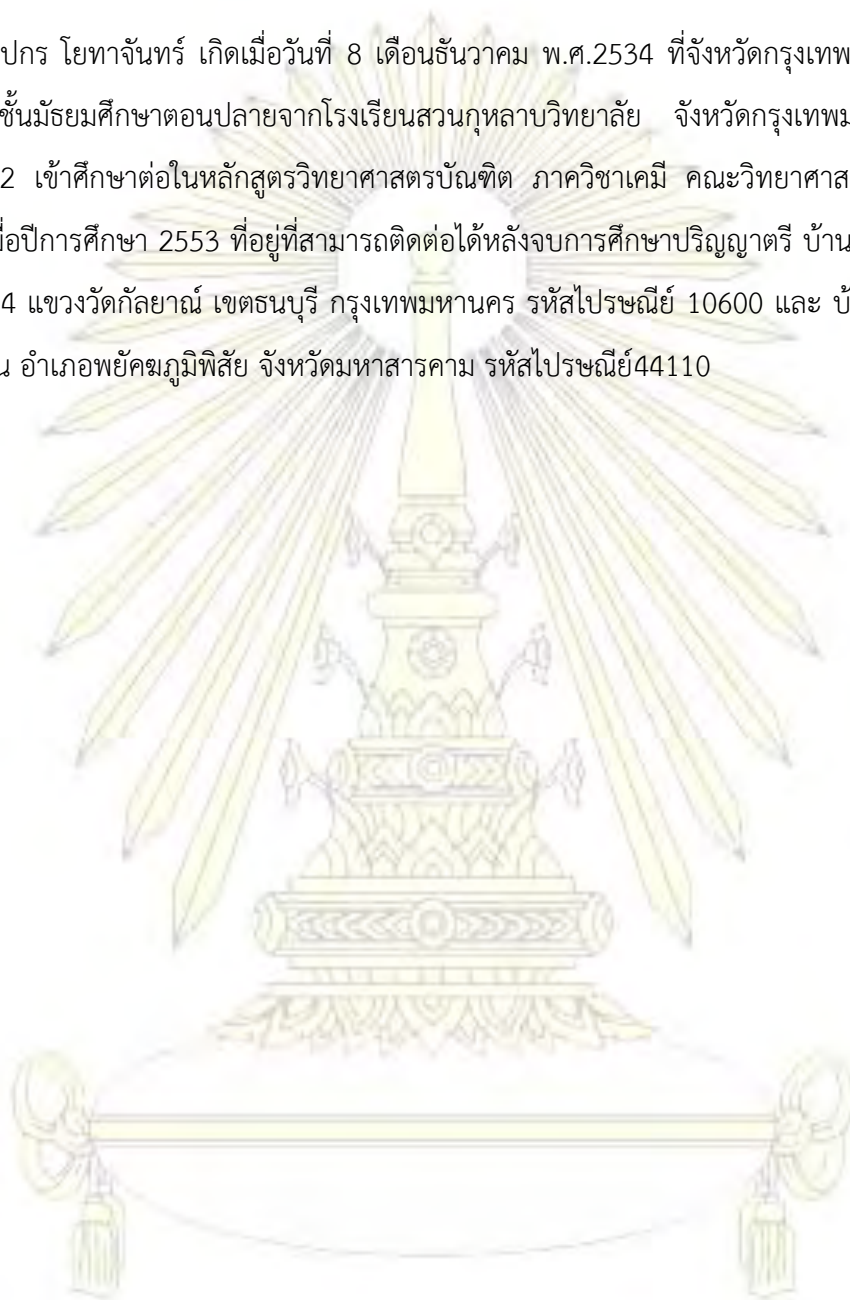 ปกร โยทาจันทร์ เกิดเมื่อวันที่ 8 เดือนธันวาคม พ.ศ.2534 ที่จังหวัดกรุงเทพ
ชั้นมัธยมศึกษาตอนปลายจากโรงเรียนสวนกุหลาบวิทยาลัย จังหวัดกรุงเทพม
2 เข้าศึกษาต่อในหลักสูตรวิทยาศาสตรบัณฑิต ภาควิชาเคมี คณะวิทยาศาส
มื่อปีการศึกษา 2553 ที่อยู่ที่สามารถติดต่อได้หลังจบการศึกษาปริญญาตรี บ้าน
4 แขวงวัดกัลยาณ์ เขตธนบุรี กรุงเทพมหานคร รหัสไปรษณีย์ 10600 และ บ้
น อำเภอพยัคฆภูมิพิสัย จังหวัดมหาสารคาม รหัสไปรษณีย์44110